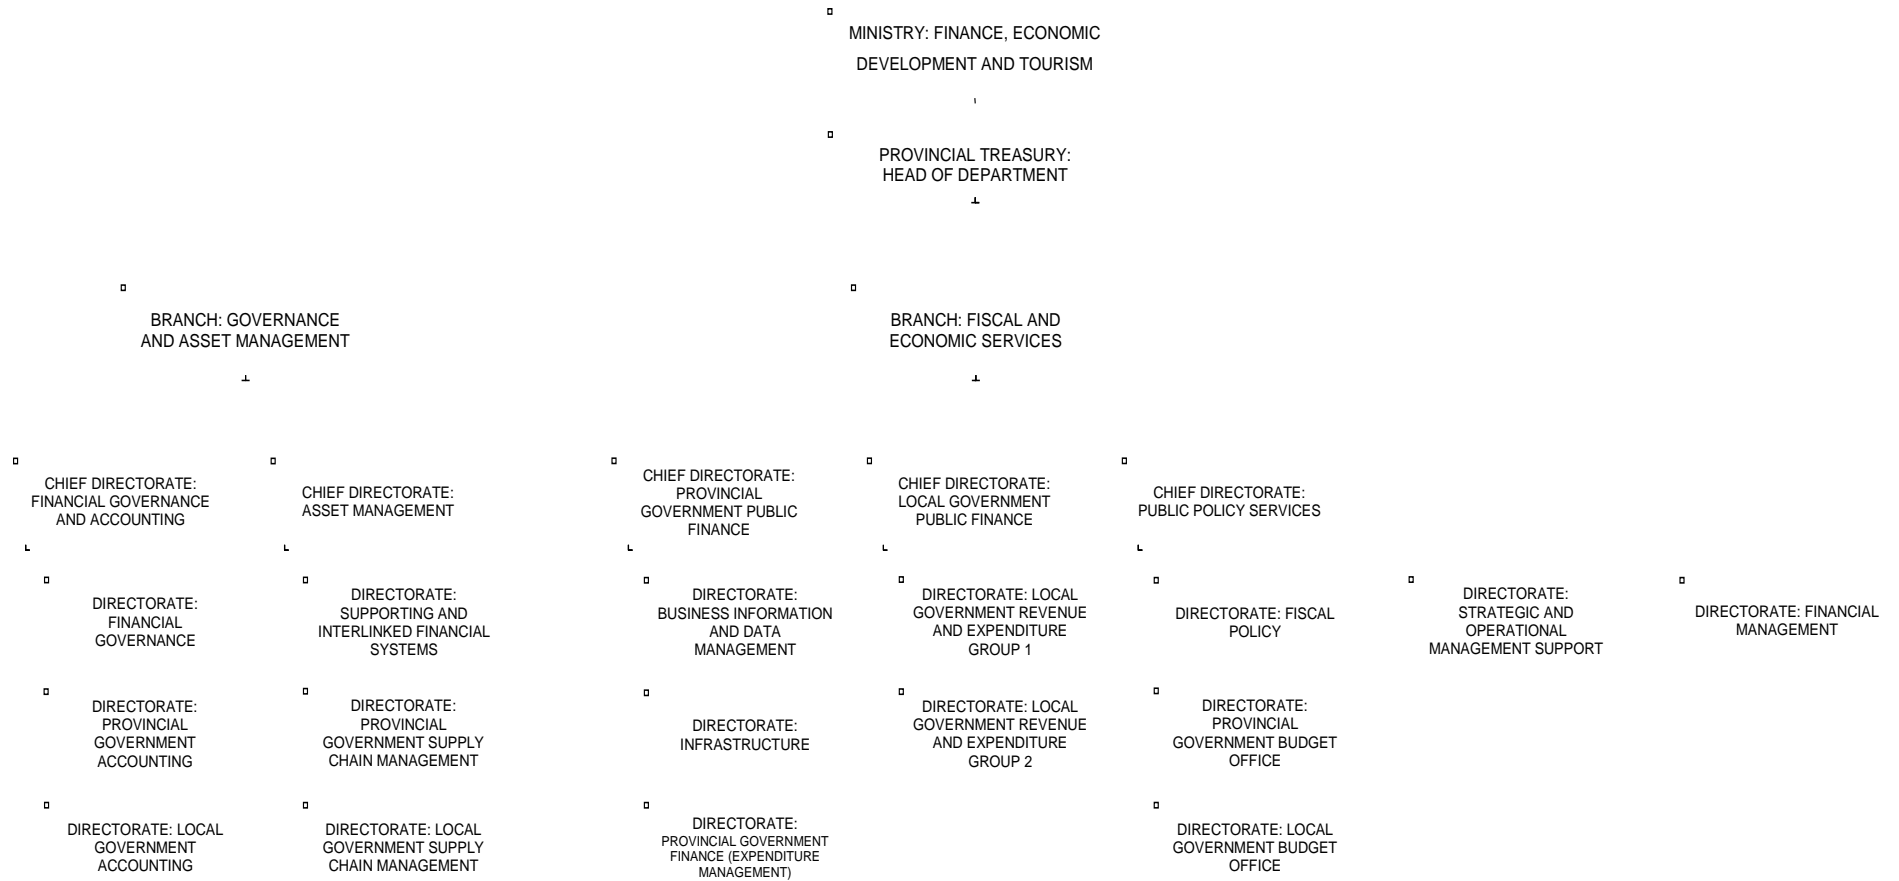 MINISTRY: FINANCE, ECONOMIC
DEVELOPMENT AND TOURISM
PROVINCIAL TREASURY:
HEAD OF DEPARTMENT
BRANCH: GOVERNANCE
AND ASSET MANAGEMENT
BRANCH: FISCAL AND
ECONOMIC SERVICES
CHIEF DIRECTORATE:
FINANCIAL GOVERNANCE
AND ACCOUNTING
CHIEF DIRECTORATE:
ASSET MANAGEMENT
CHIEF DIRECTORATE:
PROVINCIAL
GOVERNMENT PUBLIC
FINANCE
CHIEF DIRECTORATE:
LOCAL GOVERNMENT
PUBLIC FINANCE
CHIEF DIRECTORATE:
PUBLIC POLICY SERVICES
DIRECTORATE:
FINANCIAL
GOVERNANCE
DIRECTORATE:
SUPPORTING AND
INTERLINKED FINANCIAL
SYSTEMS
DIRECTORATE:
BUSINESS INFORMATION
AND DATA
MANAGEMENT
DIRECTORATE: LOCAL
GOVERNMENT REVENUE
AND EXPENDITURE
GROUP 1
DIRECTORATE: FISCAL
POLICY
DIRECTORATE:
STRATEGIC AND
OPERATIONAL
MANAGEMENT SUPPORT
DIRECTORATE: FINANCIAL
MANAGEMENT
DIRECTORATE:
PROVINCIAL
GOVERNMENT
ACCOUNTING
DIRECTORATE:
PROVINCIAL
GOVERNMENT SUPPLY
CHAIN MANAGEMENT
DIRECTORATE:
INFRASTRUCTURE
DIRECTORATE: LOCAL
GOVERNMENT REVENUE
AND EXPENDITURE
GROUP 2
DIRECTORATE:
PROVINCIAL
GOVERNMENT BUDGET
OFFICE
DIRECTORATE: LOCAL
GOVERNMENT
ACCOUNTING
DIRECTORATE: LOCAL
GOVERNMENT SUPPLY
CHAIN MANAGEMENT
DIRECTORATE:
PROVINCIAL GOVERNMENT
FINANCE (EXPENDITURE
MANAGEMENT)
DIRECTORATE: LOCAL
GOVERNMENT BUDGET
OFFICE